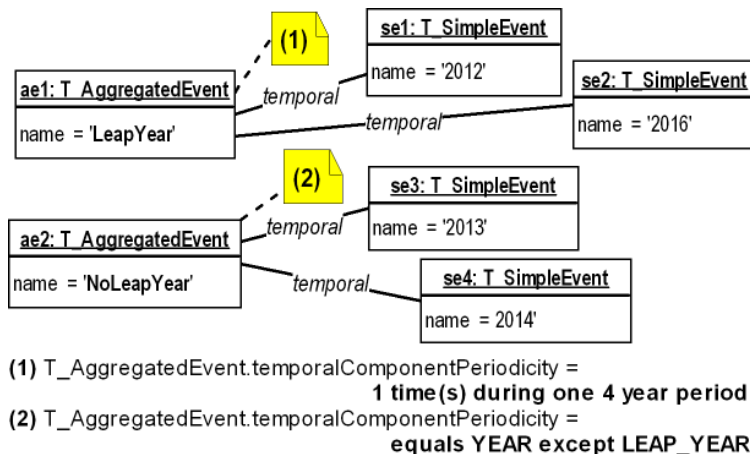 (1)
se1: T_SimpleEvent
name = '2012'
ae1: T_AggregatedEvent
name = 'LeapYear'
temporal
se2: T_SimpleEvent
name = '2016'
temporal
(2)
se3: T_SimpleEvent
name = '2013'
temporal
ae2: T_AggregatedEvent
name = 'NoLeapYear'
temporal
se4: T_SimpleEvent
name = 2014'
(1) T_AggregatedEvent.temporalComponentPeriodicity =
1 time(s) during one 4 year period
(2) T_AggregatedEvent.temporalComponentPeriodicity =
equals YEAR except LEAP_YEAR